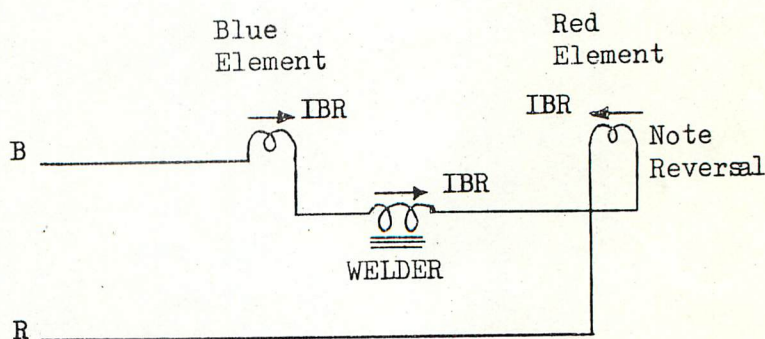 Blue
Element
Red
Element
IBR
IBR
Note
Reversal
B
IBR
WELDER
R